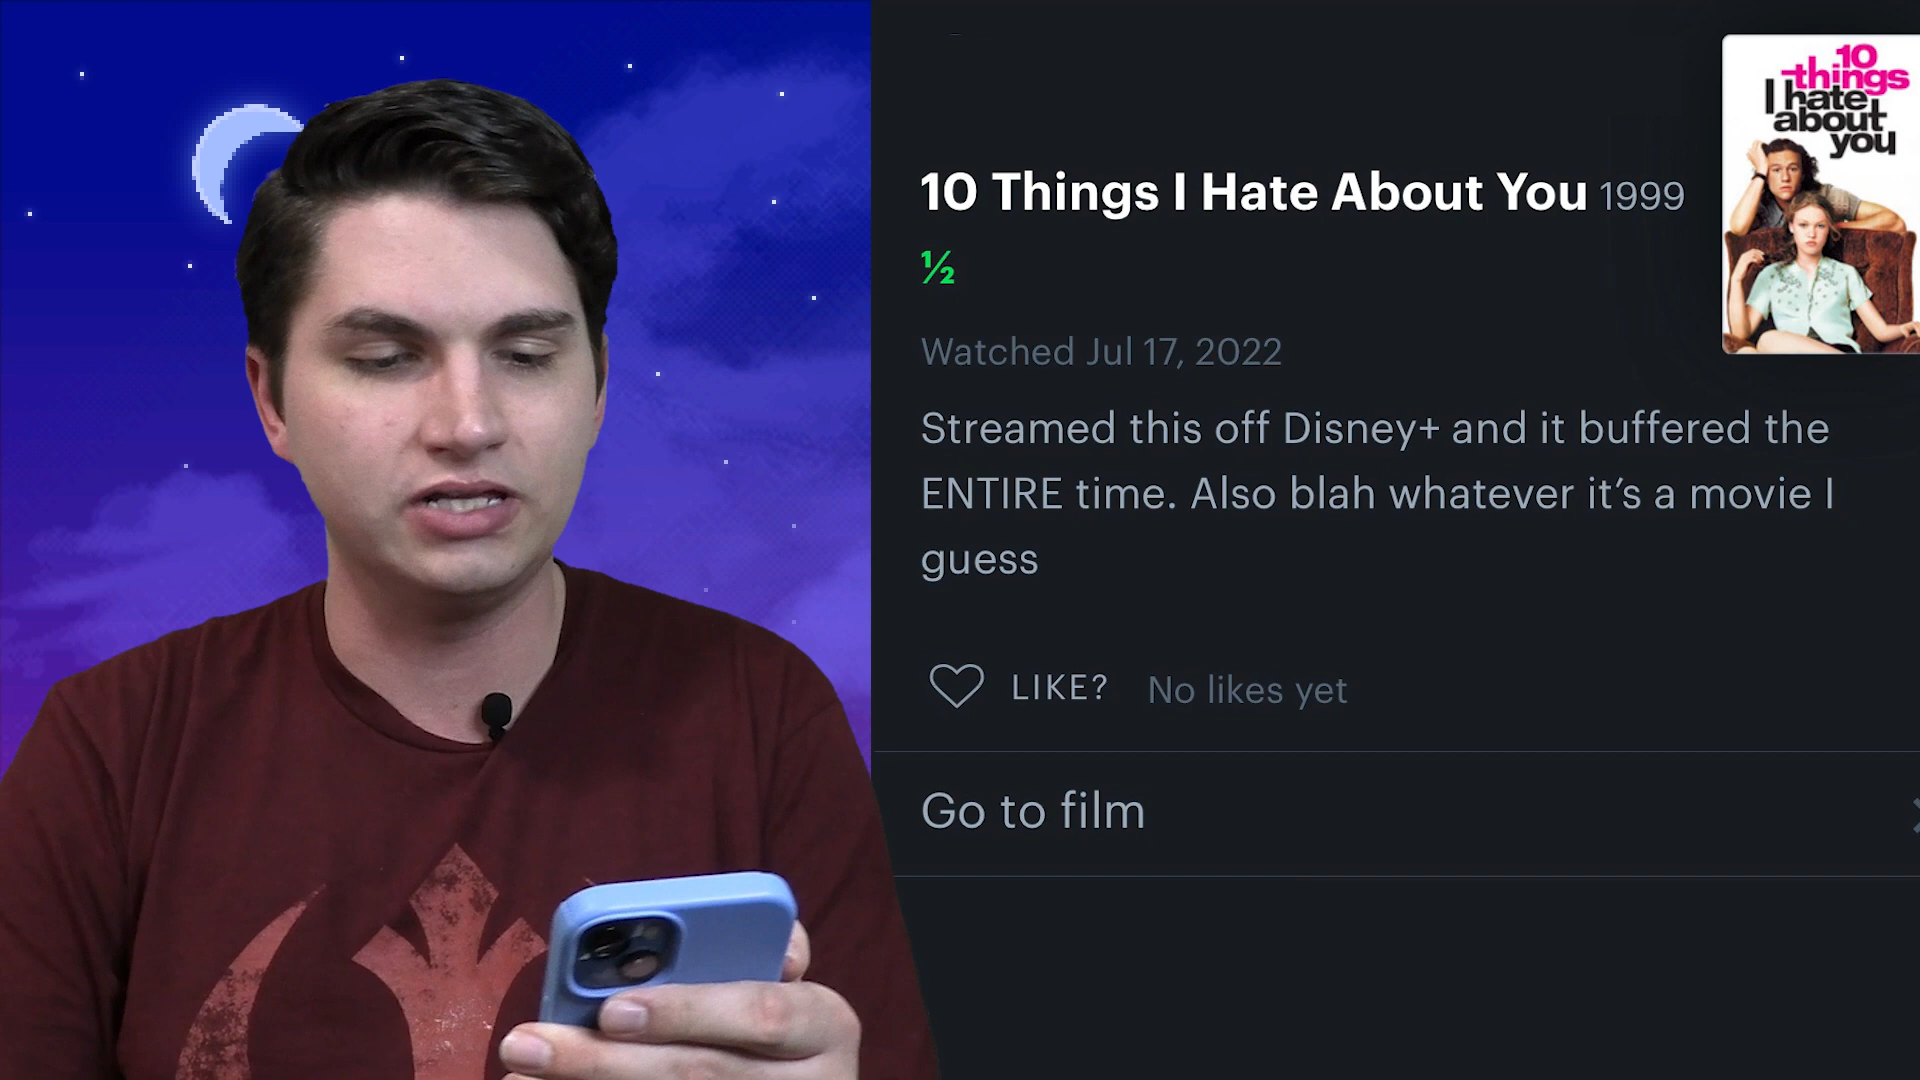 10 Things I Hate About You 1999
½
Watched Jul 17, 2022
Streamed this off Disney+ and it buffered the
ENTIRE time. Also blah whatever it’s a movie I
guess
LIKE? No likes yet
Go to film
10
things
I hate
about
you